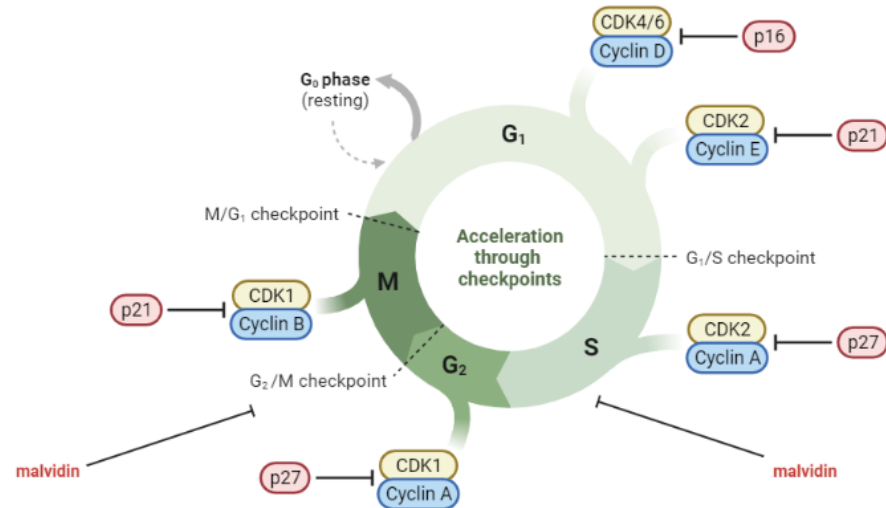 CDK4/6
Cyclin D
p16
G₀ phase
(resting)
G₁
CDK2
Cyclin E
p21
M/G₁ checkpoint
Acceleration
through
checkpoints
G₁/S checkpoint
p21
CDK1
Cyclin B
M
CDK2
Cyclin A
p27
S
G₂
G₂/M checkpoint
malvidin
p27
CDK1
Cyclin A
malvidin